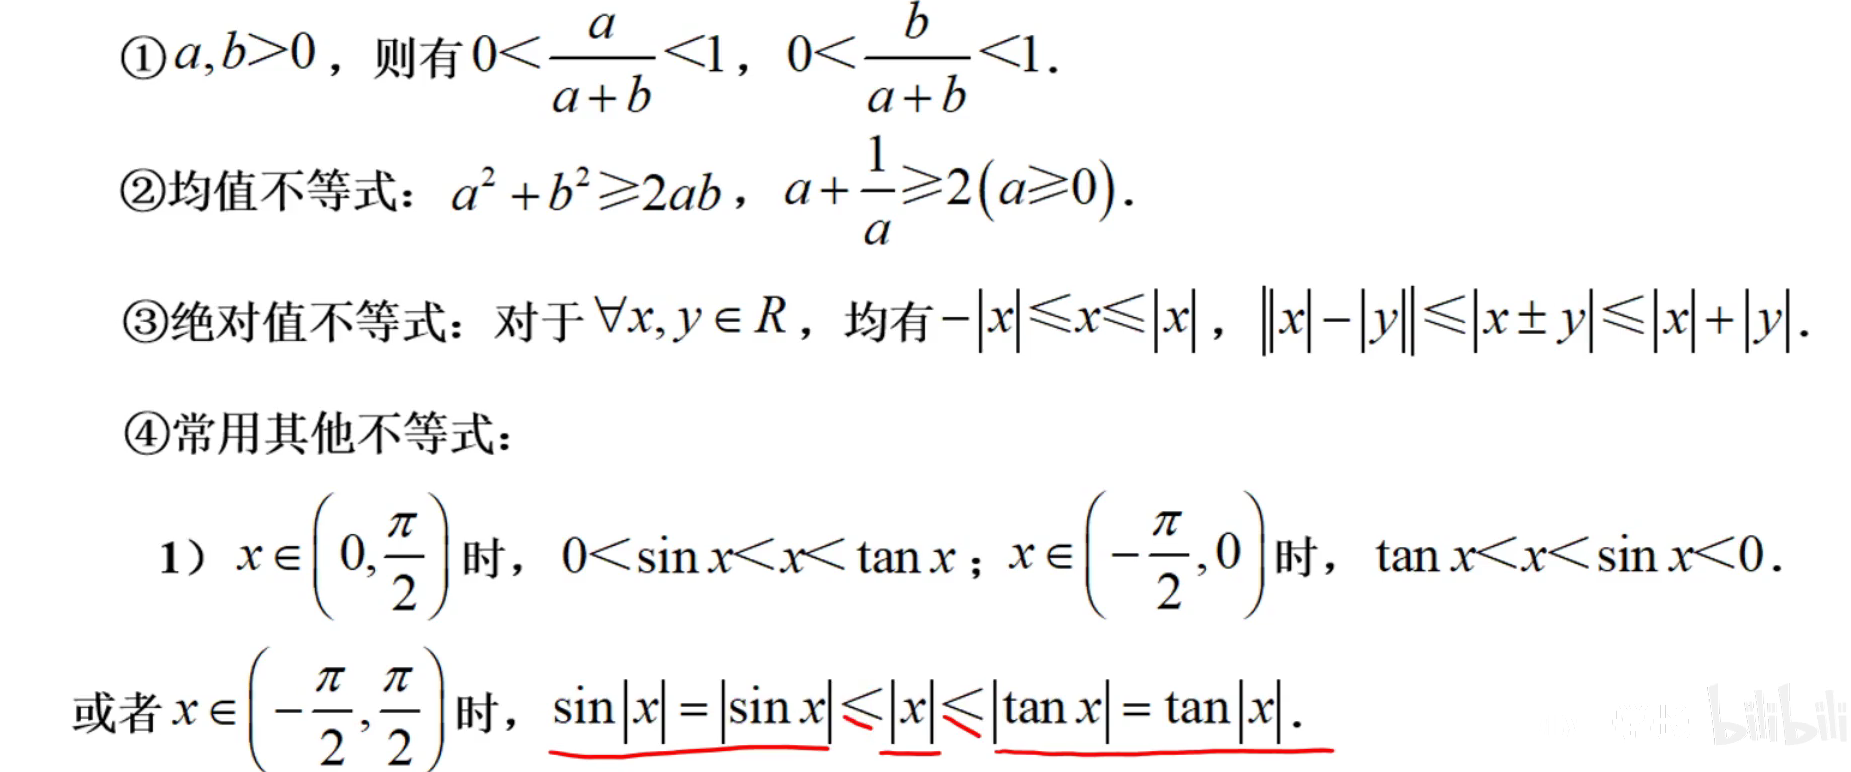 ①a,b>0，则有0<a/(a+b)<1，0<b/(a+b)<1.
②均值不等式：a²+b²≥2ab，a+1/a≥2(a≥0).
③绝对值不等式：对于∀x,y∈R，均有−|x|≤x≤|x|，||x|−|y||≤|x±y|≤|x|+|y|.
④常用其他不等式：
1）x∈(0,π/2)时，0<sin x<x<tan x；x∈(−π/2,0)时，tan x<x<sin x<0.
或者x∈(−π/2,π/2)时，sin|x|=|sin x|≤|x|≤|tan x|=tan|x|.
bilibili